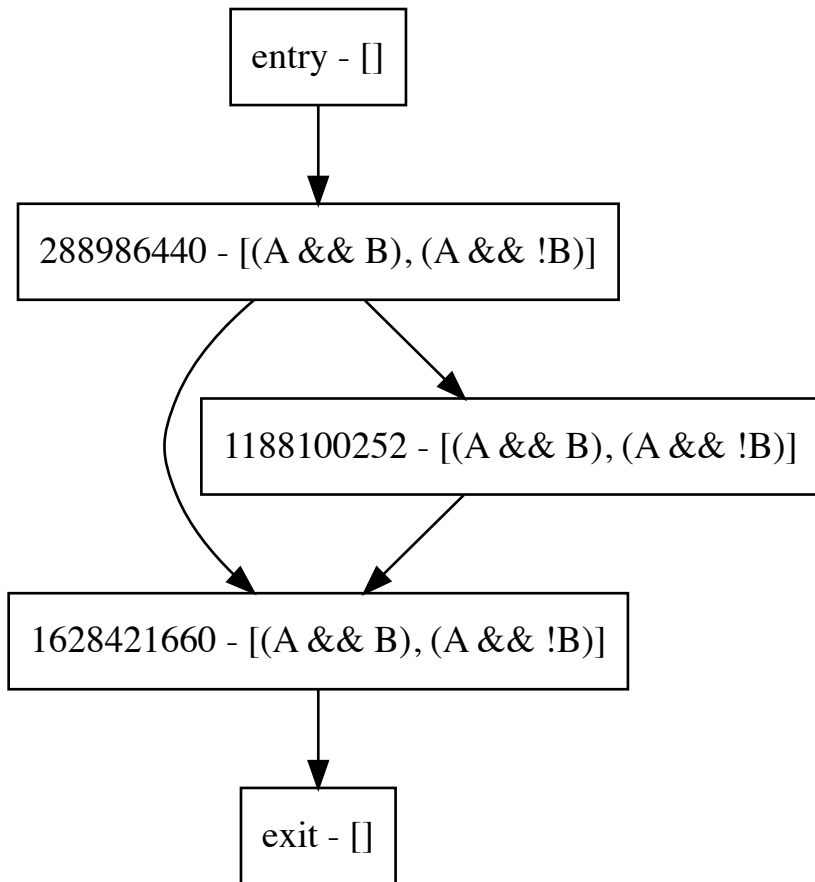 entry - []
288986440 - [(A && B), (A && !B)]
1188100252 - [(A && B), (A && !B)]
1628421660 - [(A && B), (A && !B)]
exit - []